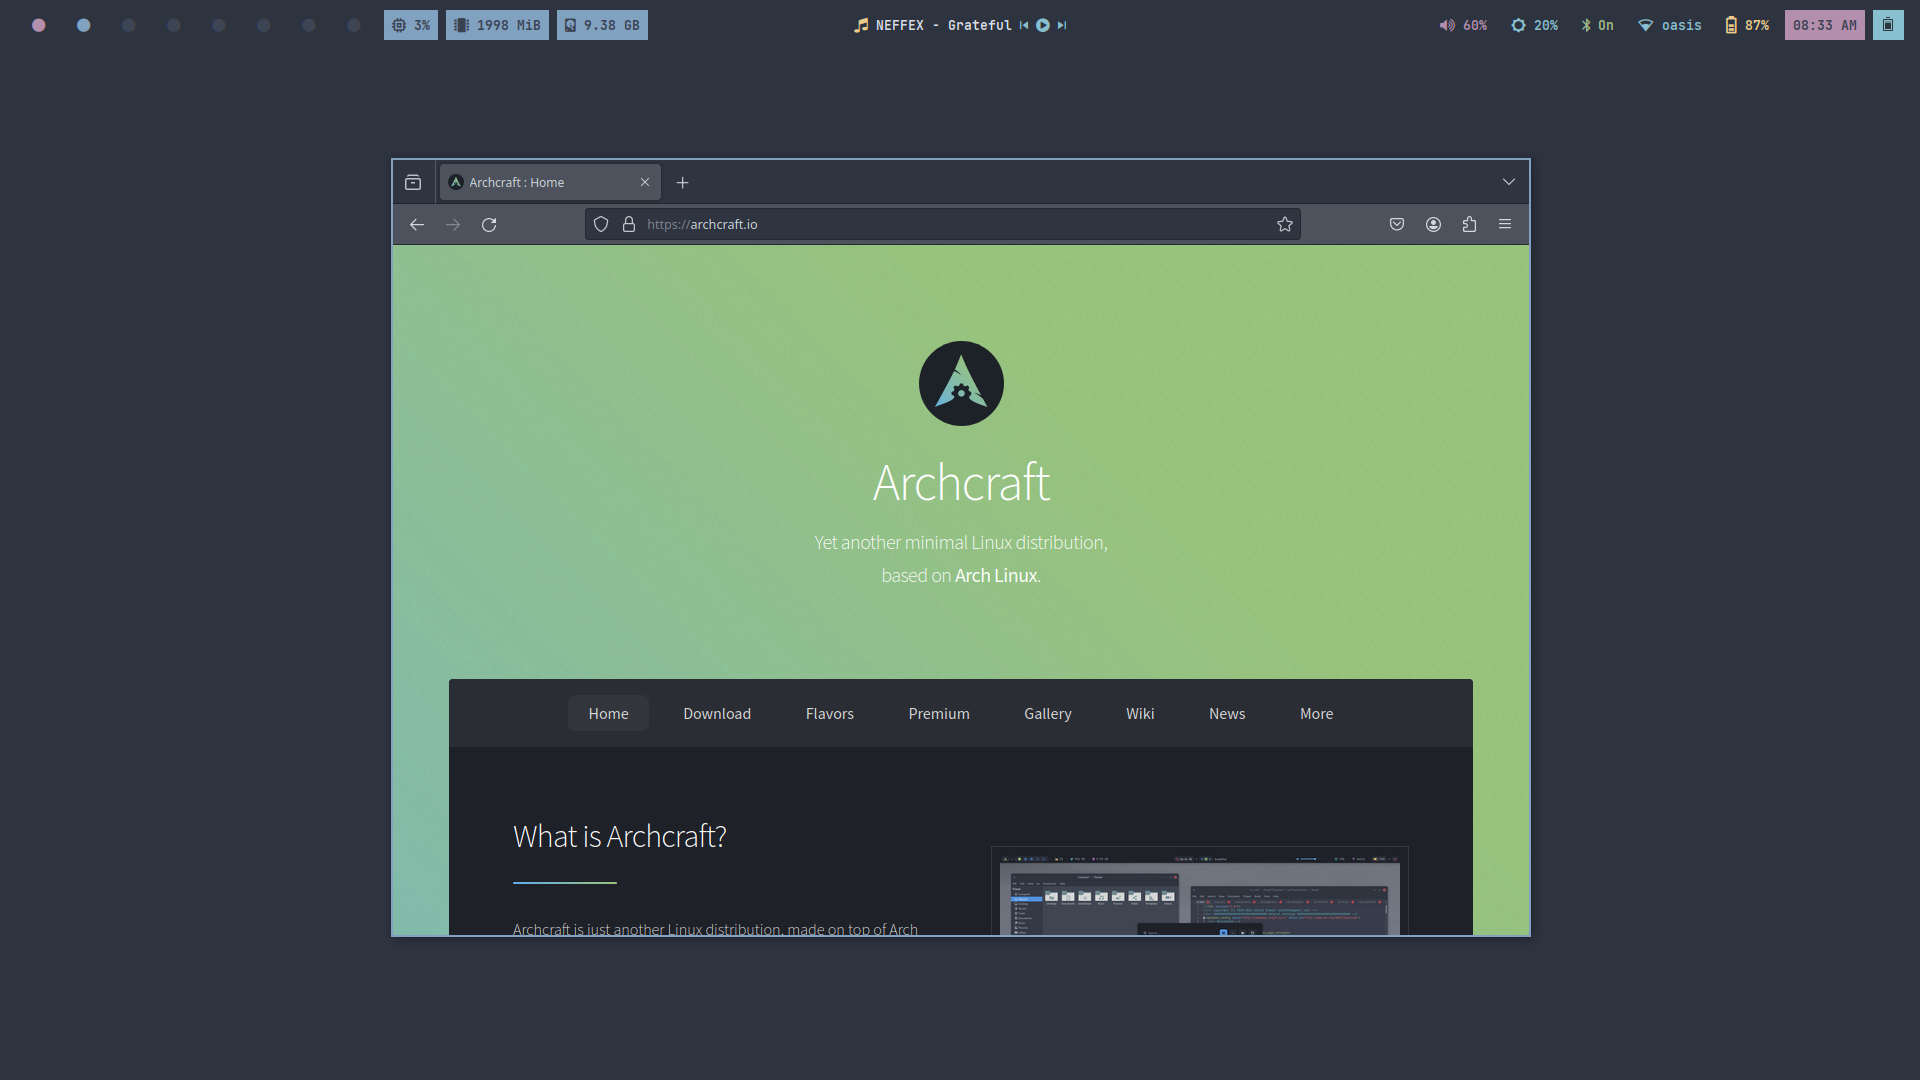 3%
1998 MiB
9.38 GB
NEFFEX - Grateful
60%
20%
On
oasis
87%
08:33 AM
Archcraft : Home
https://archcraft.io
Archcraft
Yet another minimal Linux distribution,
based on Arch Linux.
Home
Download
Flavors
Premium
Gallery
Wiki
News
More
What is Archcraft?
Archcraft is just another Linux distribution, made on top of Arch